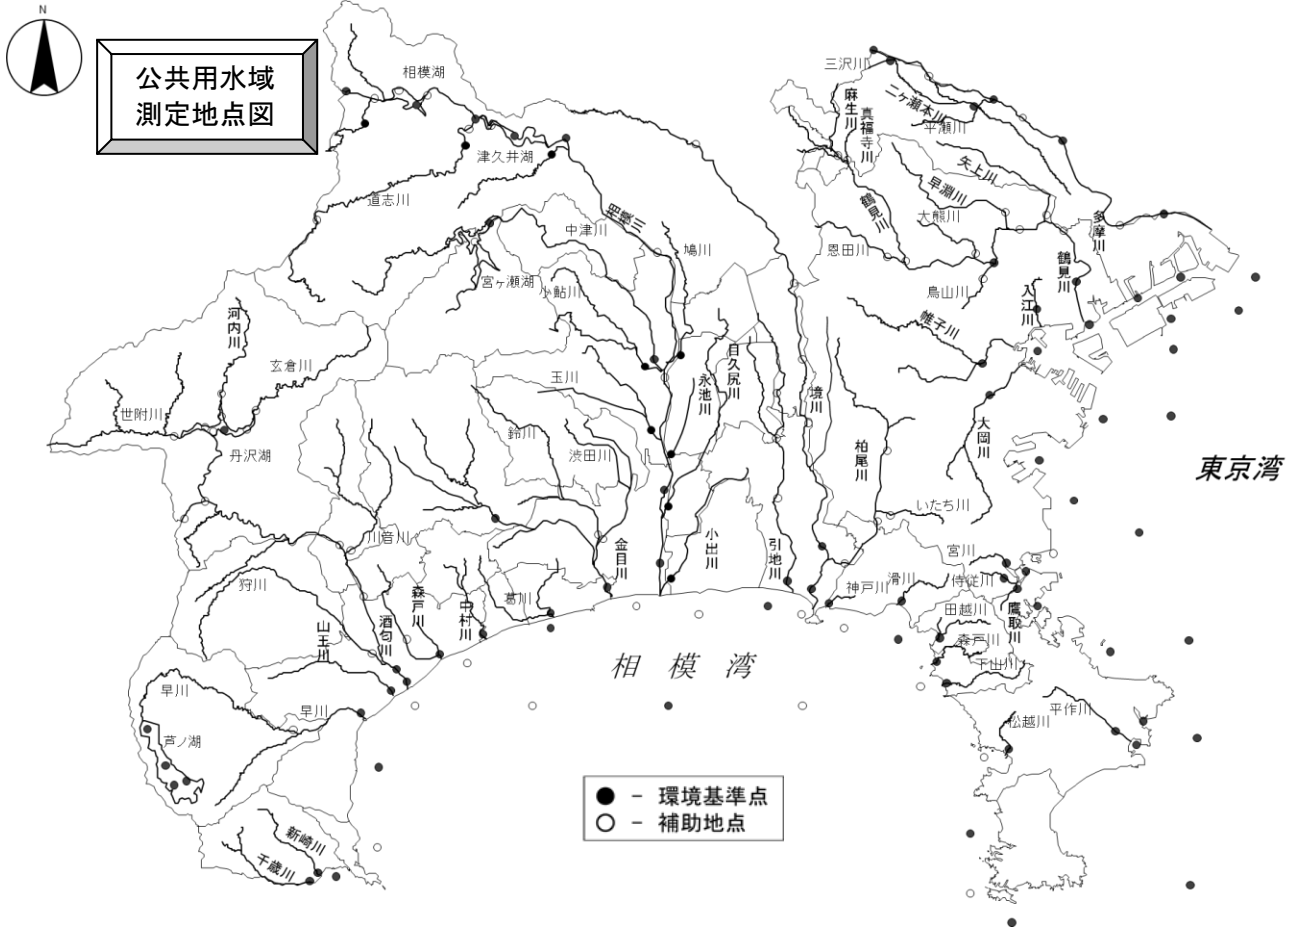 N
公共用水域
測定地点図
相模湖
津久井湖
道志川
相模川
中津川
鳩川
宮ヶ瀬湖
小鮎川
三沢川
麻生川
真福寺川
二ヶ瀬本川
平瀬川
矢上川
早淵川
大熊川
鶴見川
恩田川
鳥山川
多摩川
鶴見川
入江川
帷子川
河内川
玄倉川
世附川
丹沢湖
玉川
鈴川
渋田川
永池川
目久尻川
境川
柏尾川
大岡川
いたち川
東京湾
川音川
金目川
小出川
引地川
神戸川
滑川
宮川
侍従川
鷹取川
田越川
森戸川
下山川
狩川
山王川
酒匂川
森戸川
中村川
葛川
相模湾
早川
早川
芦ノ湖
松越川
平作川
新崎川
千歳川
● - 環境基準点
○ - 補助地点